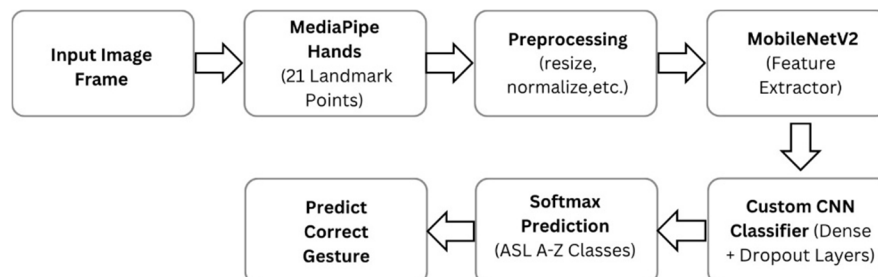 Input Image
Frame
MediaPipe
Hands
(21 Landmark
Points)
Preprocessing
(resize,
normalize,etc.)
MobileNetV2
(Feature
Extractor)
Custom CNN
Classifier (Dense
+ Dropout Layers)
Softmax
Prediction
(ASL A-Z Classes)
Predict
Correct
Gesture